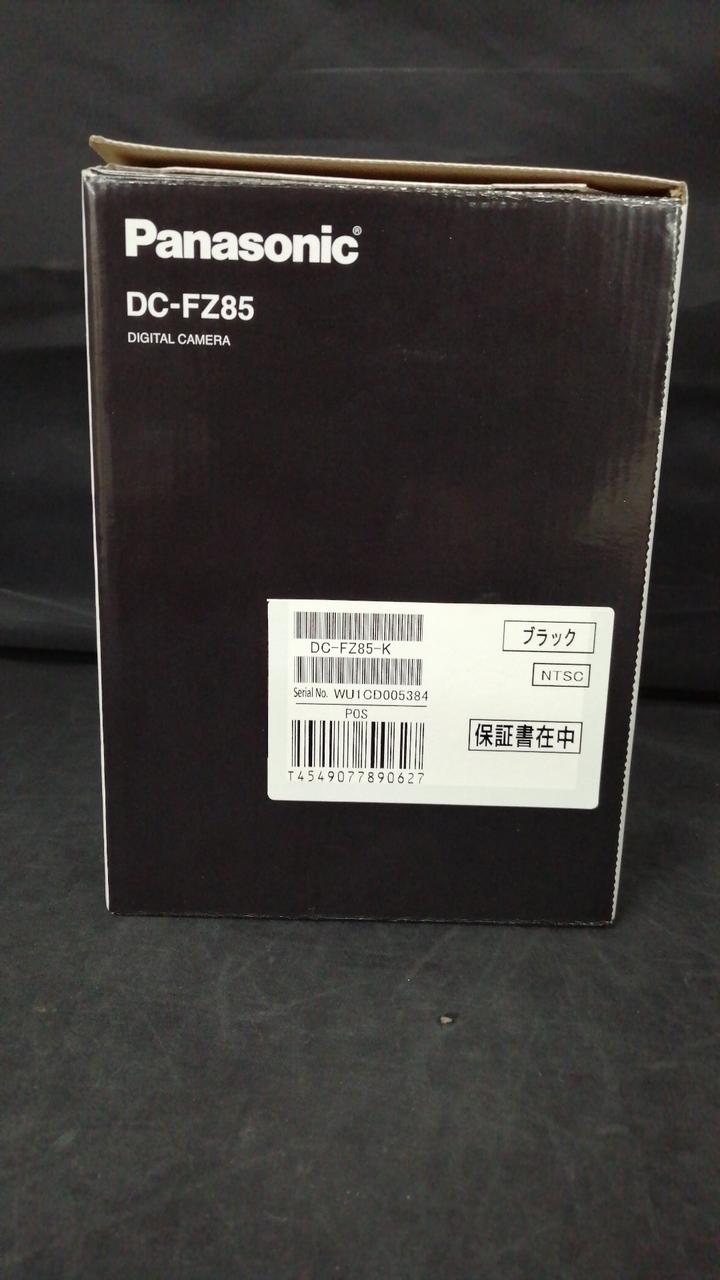 Panasonic®
DC-FZ85
DIGITAL CAMERA
ブラック
DC-FZ85-K
NTSC
Serial No. WU1CD005384
POS
保証書在中
T4549077890627